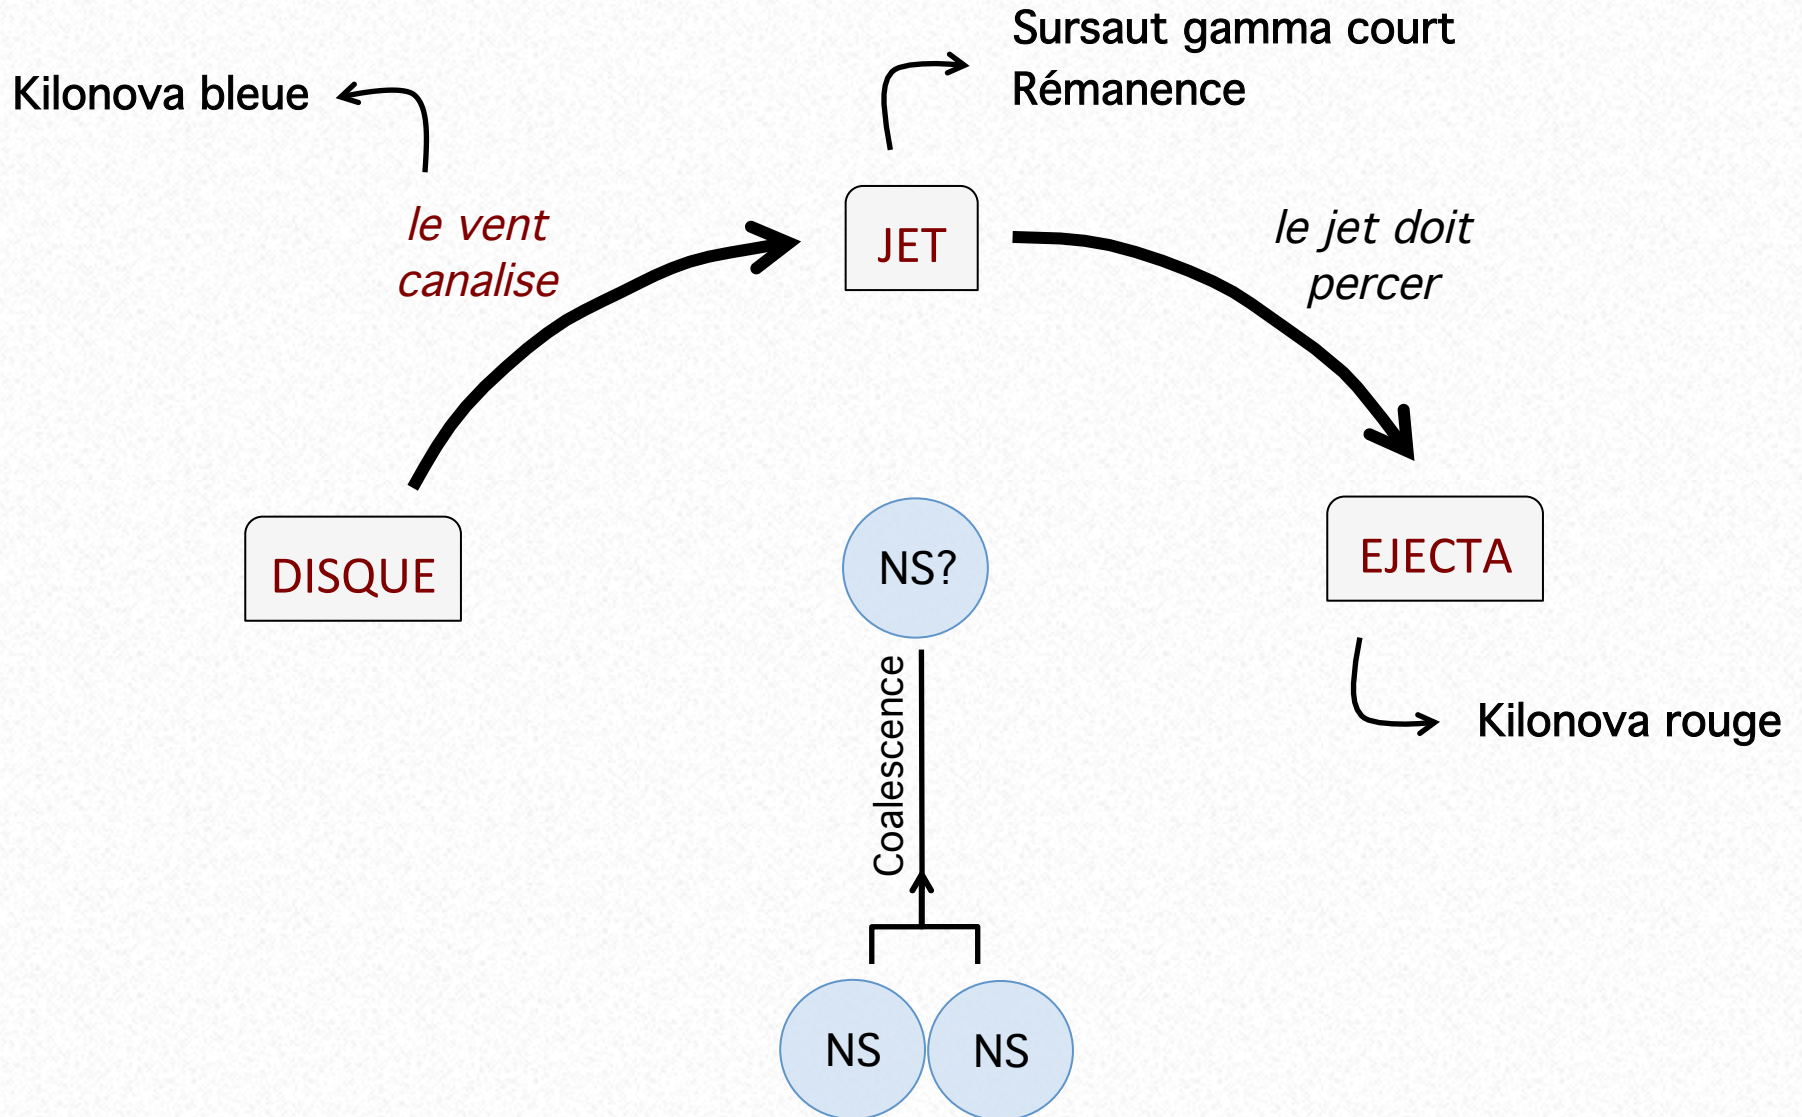 Sursaut gamma court
Rémanence
Kilonova bleue
le vent
canalise
JET
le jet doit
percer
DISQUE
NS?
EJECTA
Coalescence
Kilonova rouge
NS
NS